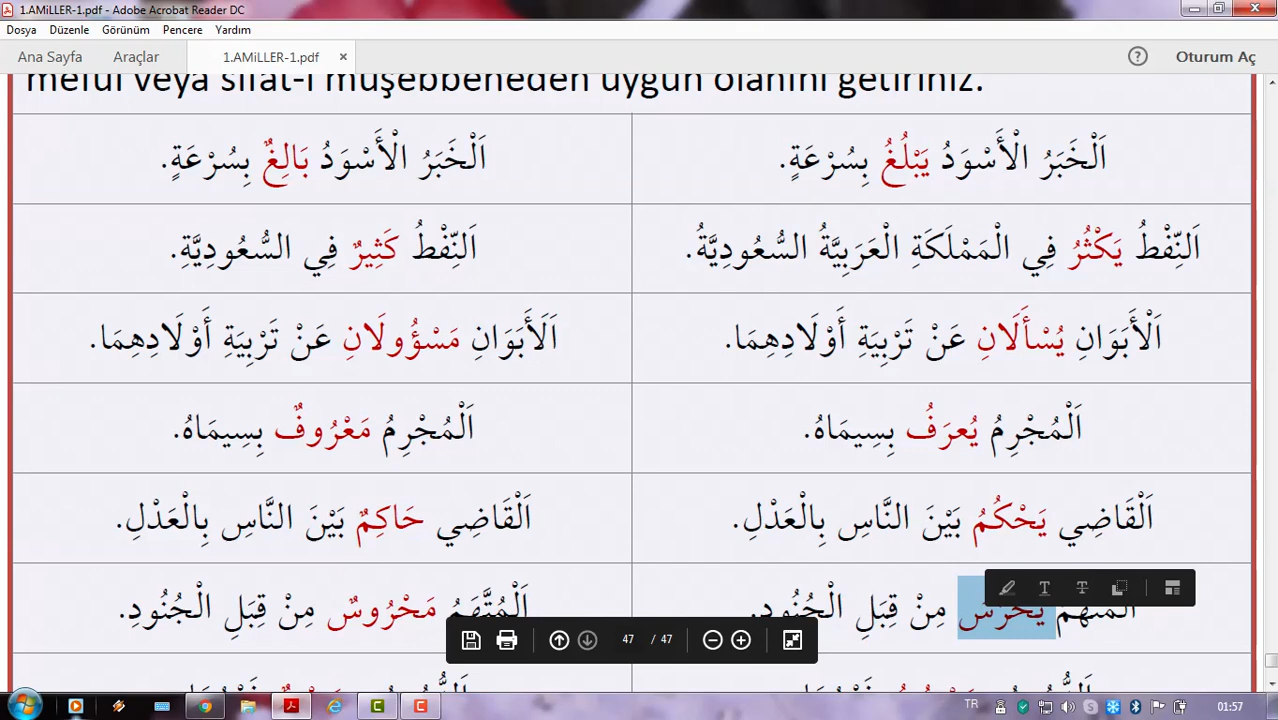 1.AMiLLER-1.pdf - Adobe Acrobat Reader DC
Dosya Düzenle Görünüm Pencere Yardım
Ana Sayfa Araçlar 1.AMiLLER-1.pdf × Oturum Aç
meful veya sıfat-ı müşebbeheden uygun olanını getiriniz.
اَلْخَبَرُ الْأَسْوَدُ يَبْلُغُ بِسُرْعَةٍ.
اَلْخَبَرُ الْأَسْوَدُ بَالِغٌ بِسُرْعَةٍ.
اَلنِّفْطُ يَكْثُرُ فِي الْمَمْلَكَةِ الْعَرَبِيَّةُ السُّعُودِيَّةُ.
اَلنِّفْطُ كَثِيرٌ فِي السُّعُودِيَّةِ.
اَلْأَبَوَانِ يُسْأَلَانِ عَنْ تَرْبِيَةِ أَوْلَادِهِمَا.
اَلَأَبَوَانِ مَسْؤُولَانِ عَنْ تَرْبِيَةِ أَوْلَادِهِمَا.
اَلْمُجْرِمُ يُعرَفُ بِسِيمَاهُ.
اَلْمُجْرِمُ مَعْرُوفٌ بِسِيمَاهُ.
اَلْقَاضِي يَحْكُمُ بَيْنَ النَّاسِ بِالْعَدْلِ.
اَلْقَاضِي حَاكِمٌ بَيْنَ النَّاسِ بِالْعَدْلِ.
مِنْ قِبَلِ الْجُنُودِ.
اَلْمُتَّهَمُ مَحْرُوسٌ مِنْ قِبَلِ الْجُنُودِ.
47 / 47
TR 01:57